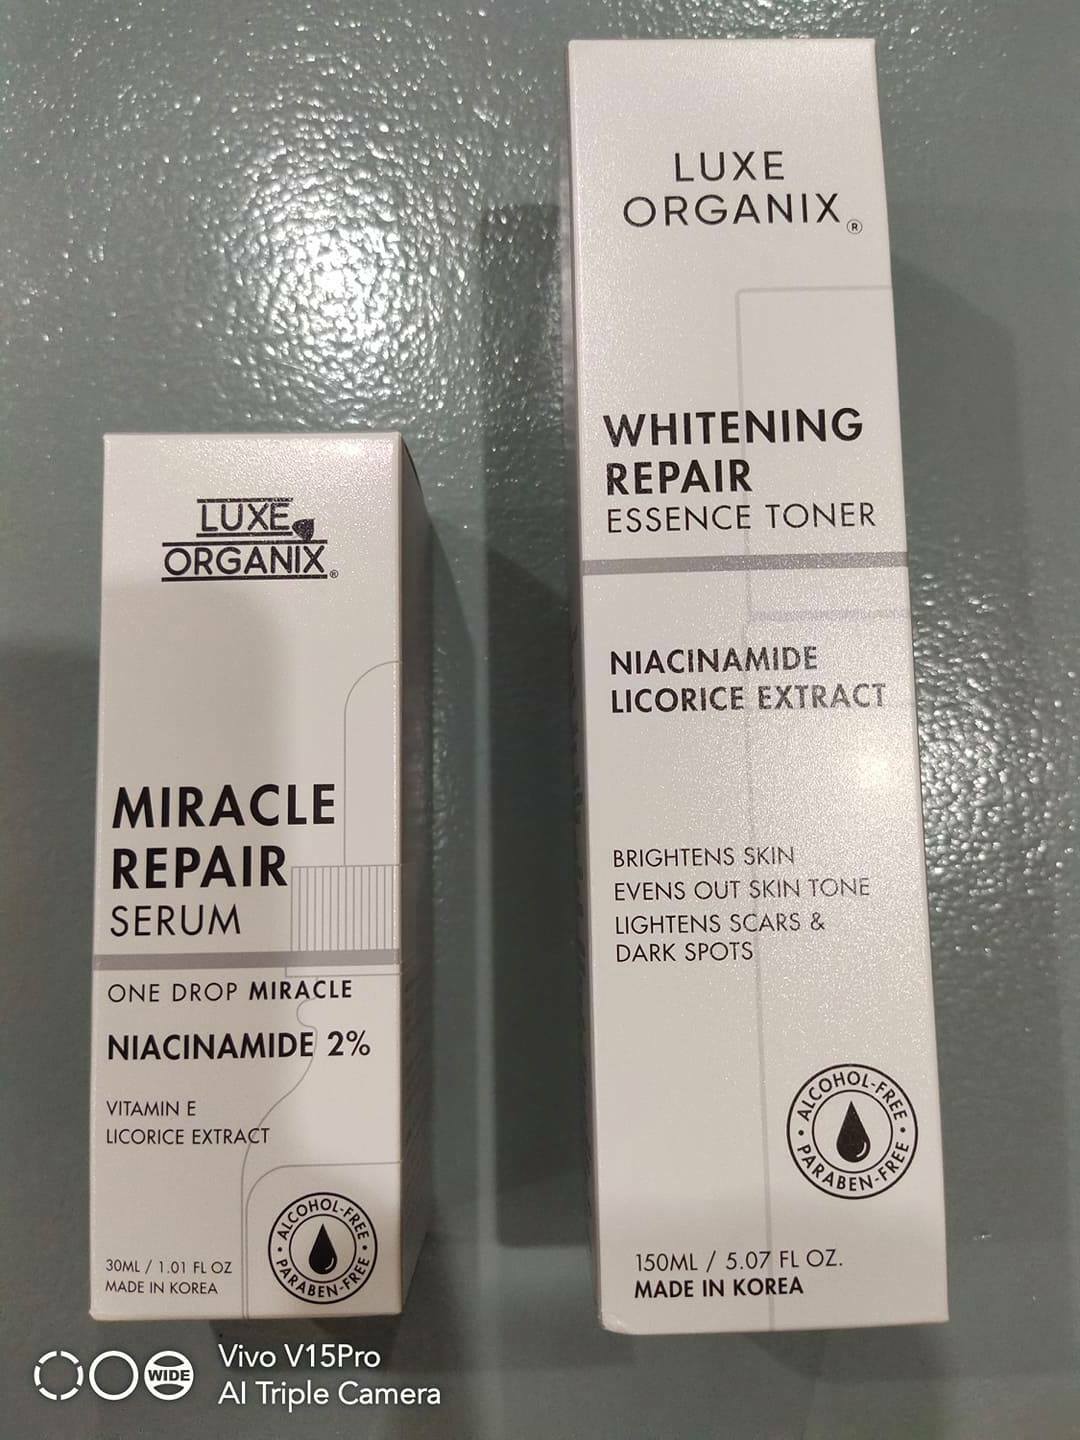 LUXE
ORGANIX®
MIRACLE
REPAIR
SERUM
ONE DROP MIRACLE
NIACINAMIDE 2%
VITAMIN E
LICORICE EXTRACT
ALCOHOL-FREE • PARABEN-FREE •
30ML / 1.01 FL OZ
MADE IN KOREA
LUXE
ORGANIX®
WHITENING
REPAIR
ESSENCE TONER
NIACINAMIDE
LICORICE EXTRACT
BRIGHTENS SKIN
EVENS OUT SKIN TONE
LIGHTENS SCARS &
DARK SPOTS
ALCOHOL-FREE • PARABEN-FREE •
150ML / 5.07 FL OZ.
MADE IN KOREA
WIDE
Vivo V15Pro
AI Triple Camera